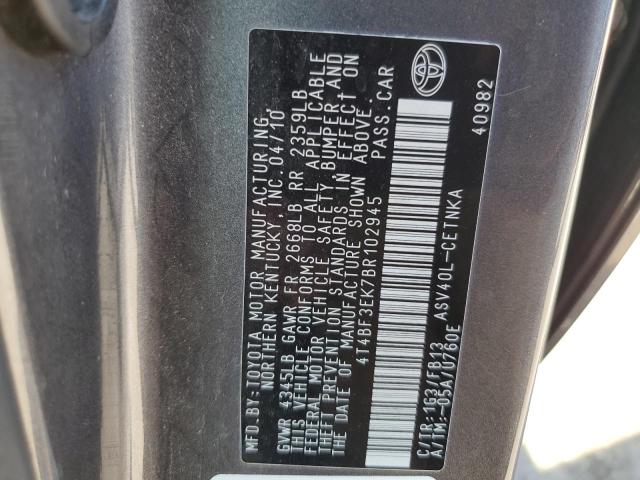 MFD.BY:TOYOTA MOTOR MANUFACTURING,
NORTHERN KENTUCKY, INC. 04/10
GVWR 4345LB GAWR FR 2668LB RR 2359LB
THIS VEHICLE CONFORMS TO ALL APPLICABLE
FEDERAL MOTOR VEHICLE SAFETY, BUMPER AND
THEFT PREVENTION STANDARDS IN EFFECT ON
THE DATE OF MANUFACTURE SHOWN ABOVE.
4T4BF3EK7BR102945 PASS.CAR
C/TR:1G3/FB13 ASV40L-CETNKA
A/TM:-05A/U760E
40982